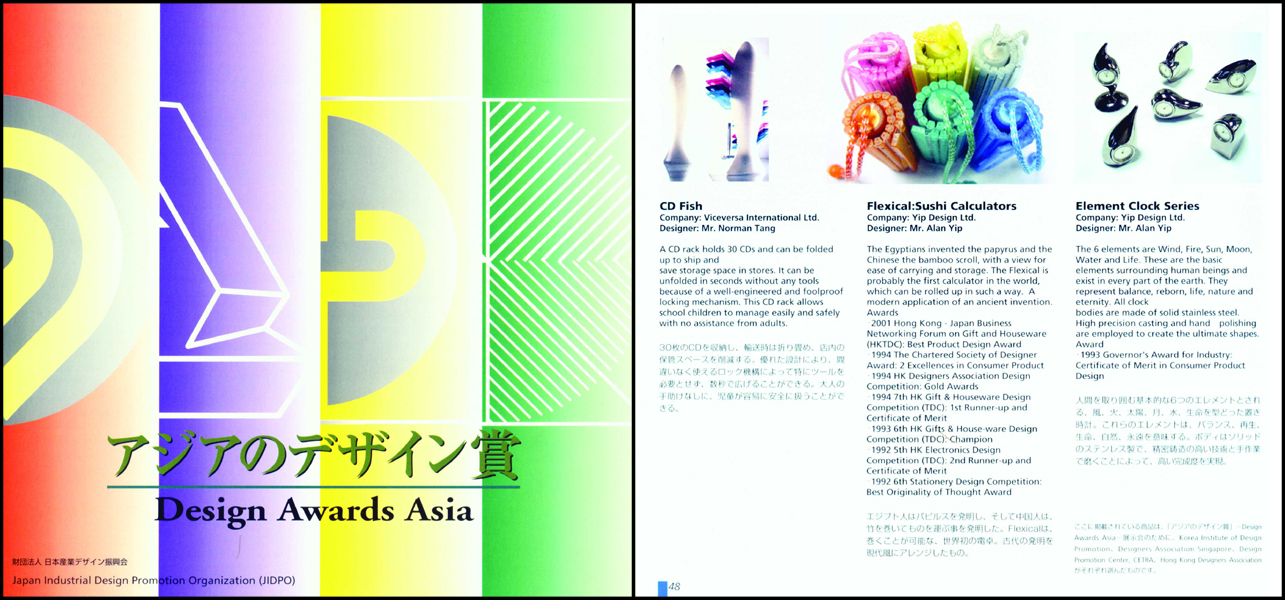 アジアのデザイン賞
Design Awards Asia
財団法人 日本産業デザイン振興会
Japan Industrial Design Promotion Organization (JIDPO)
CD Fish
Company: Viceversa International Ltd.
Designer: Mr. Norman Tang
A CD rack holds 30 CDs and can be folded
up to ship and
save storage space in stores. It can be
unfolded in seconds without any tools
because of a well-engineered and foolproof
locking mechanism. This CD rack allows
school children to manage easily and safely
with no assistance from adults.
30枚のCDを収納し、輸送時は折り畳め、店内の
保管スペースを削減する。優れた設計により、間
違いなく使えるロック機構によって特にツールを
必要とせず、数秒で広げることができる。大人の
手助けなしに、児童が容易に安全に扱うことがで
きる。
Flexical:Sushi Calculators
Company: Yip Design Ltd.
Designer: Mr. Alan Yip
The Egyptians invented the papyrus and the
Chinese the bamboo scroll, with a view for
ease of carrying and storage. The Flexical is
probably the first calculator in the world,
which can be rolled up in such a way. A
modern application of an ancient invention.
Awards
2001 Hong Kong - Japan Business
Networking Forum on Gift and Houseware
(HKTDC): Best Product Design Award
· 1994 The Chartered Society of Designer
Award: 2 Excellences in Consumer Product
· 1994 HK Designers Association Design
Competition: Gold Awards
· 1994 7th HK Gift & Houseware Design
Competition (TDC): 1st Runner-up and
Certificate of Merit
· 1993 6th HK Gifts & House-ware Design
Competition (TDC): Champion
· 1992 5th HK Electronics Design
Competition (TDC): 2nd Runner-up and
Certificate of Merit
· 1992 6th Stationery Design Competition:
Best Originality of Thought Award
エジプト人はパピルスを発明し、そして中国人は、
竹を巻いてものを運ぶ事を発明した。Flexicalは、
巻くことが可能な、世界初の電卓。古代の発明を
現代風にアレンジしたもの。
Element Clock Series
Company: Yip Design Ltd.
Designer: Mr. Alan Yip
The 6 elements are Wind, Fire, Sun, Moon,
Water and Life. These are the basic
elements surrounding human beings and
exist in every part of the earth. They
represent balance, reborn, life, nature and
eternity. All clock
bodies are made of solid stainless steel.
High precision casting and hand polishing
are employed to create the ultimate shapes.
Award
· 1993 Governor's Award for Industry:
Certificate of Merit in Consumer Product
Design
人間を取り囲む基本的な6つのエレメントとされ
る、風、火、太陽、月、水、生命を型どった置き
時計。これらのエレメントは、バランス、再生、
生命、自然、永遠を意味する。ボディはソリッド
のステンレス製で、精密鋳造の高い技術と手作業
で磨くことによって、高い完成度を実現。
ここに掲載されている商品は、「アジアのデザイン賞」- Design
Awards Asia - 展示会のために、Korea Institute of Design
Promotion, Designers Association Singapore, Design
Promotion Center, CETRA, Hong Kong Designers Association
がそれぞれ選んだものです。
48